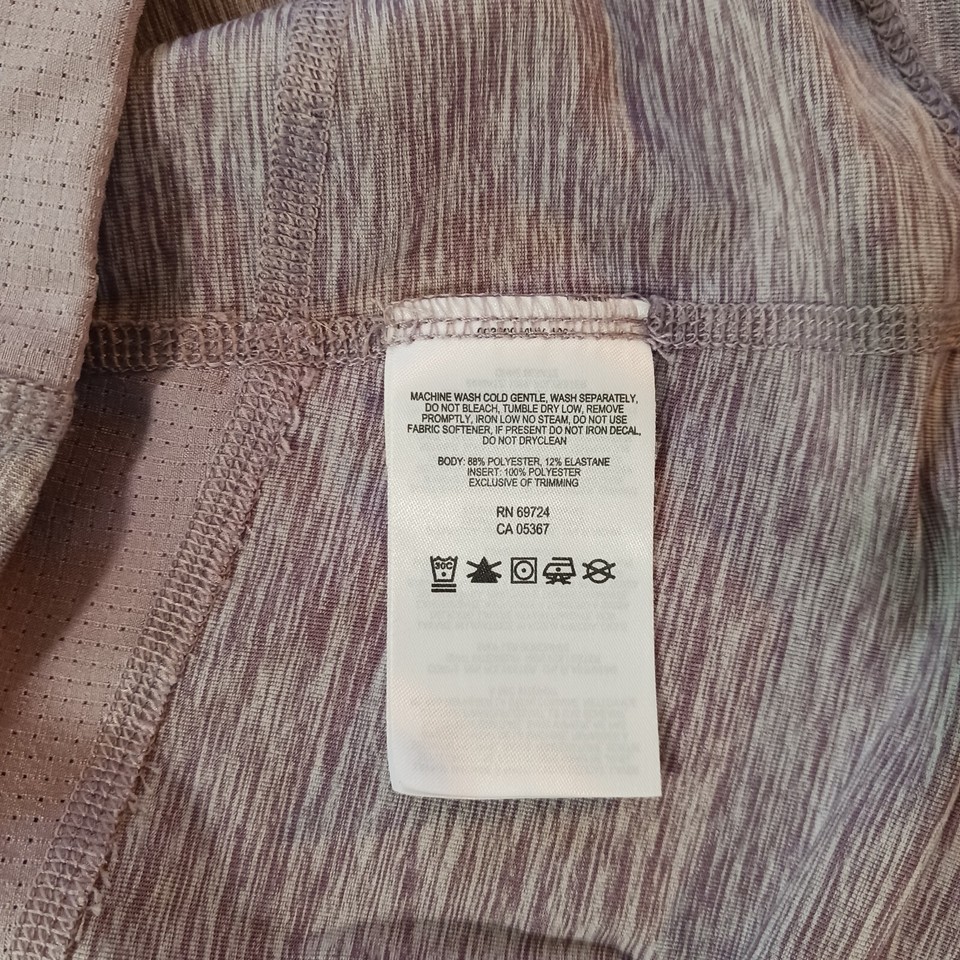 MACHINE WASH COLD GENTLE, WASH SEPARATELY,
DO NOT BLEACH, TUMBLE DRY LOW, REMOVE
PROMPTLY, IRON LOW NO STEAM, DO NOT USE
FABRIC SOFTENER, IF PRESENT DO NOT IRON DECAL,
DO NOT DRYCLEAN
BODY: 88% POLYESTER, 12% ELASTANE
INSERT: 100% POLYESTER
EXCLUSIVE OF TRIMMING
RN 69724
CA 05367
30C